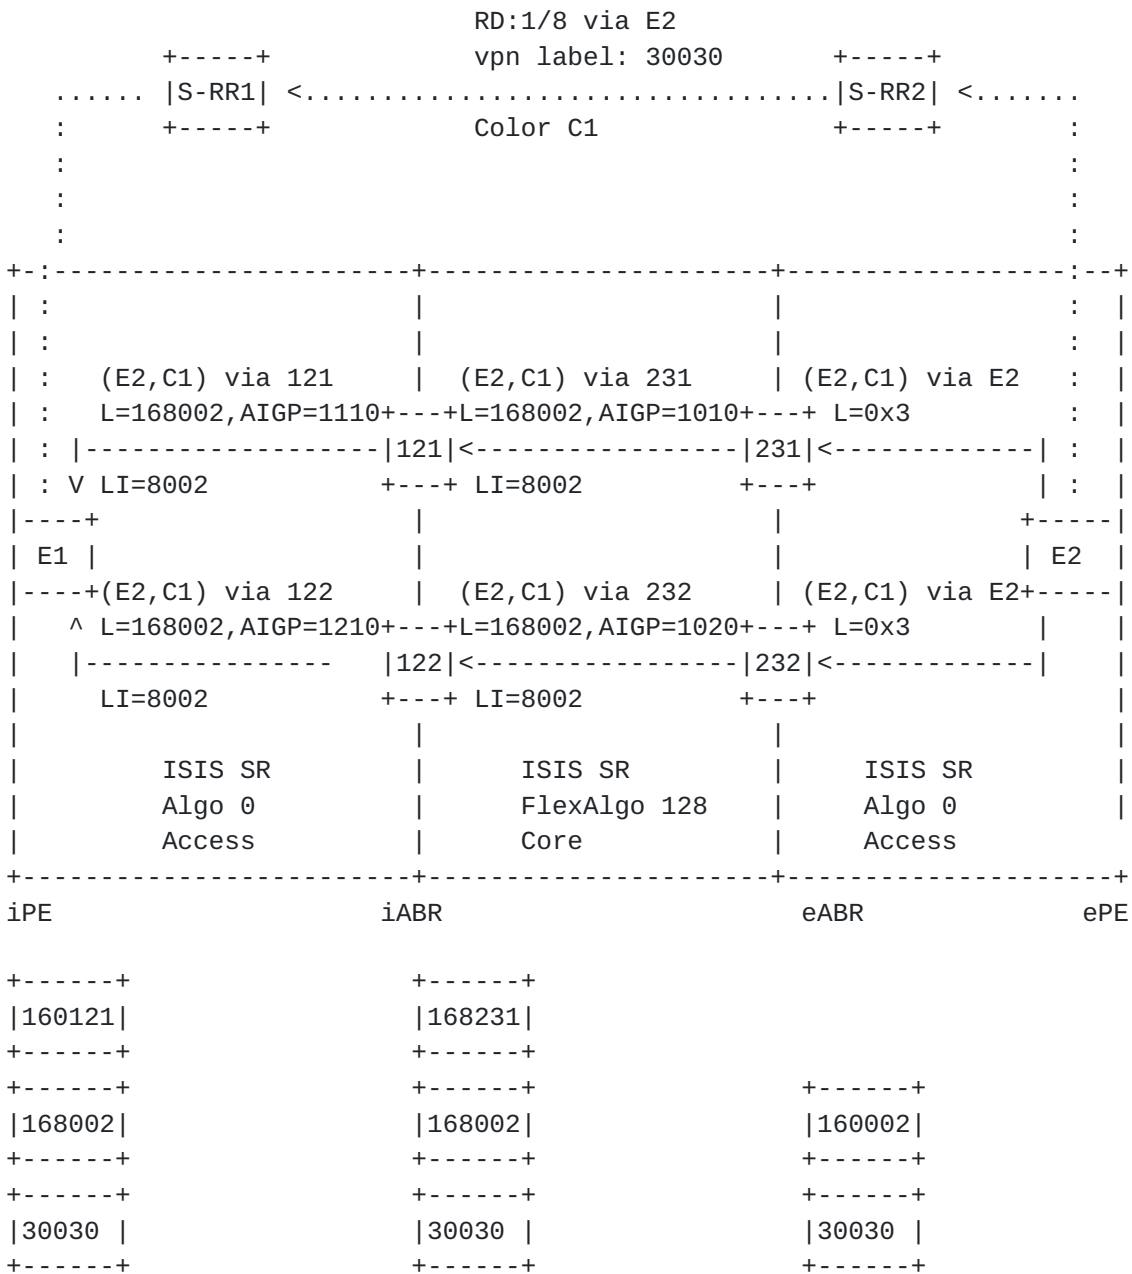 RD:1/8 via E2
          +-----+             vpn label: 30030       +-----+
   ...... |S-RR1| <..................................|S-RR2| <.......
   :      +-----+             Color C1               +-----+        :
   :                                                                :
   :                                                                :
   :                                                                :
+-:-----------------------+----------------------+------------------:--+
| :                       |                      |                  :  |
| :                       |                      |                  :  |
| :   (E2,C1) via 121     |  (E2,C1) via 231     | (E2,C1) via E2   :  |
| :   L=168002,AIGP=1110+---+L=168002,AIGP=1010+---+ L=0x3          :  |
| : |-------------------|121|<-----------------|231|<-------------| :  |
| : V LI=8002           +---+ LI=8002          +---+              | :  |
|----+                    |                      |               +-----|
| E1 |                    |                      |               | E2  |
|----+(E2,C1) via 122     |  (E2,C1) via 232     | (E2,C1) via E2+-----|
|   ^ L=168002,AIGP=1210+---+L=168002,AIGP=1020+---+ L=0x3        |    |
|   |----------------   |122|<-----------------|232|<-------------|    |
|     LI=8002           +---+ LI=8002          +---+                   |
|                         |                      |                     |
|         ISIS SR         |      ISIS SR         |     ISIS SR         |
|         Algo 0          |      FlexAlgo 128    |     Algo 0          |
|         Access          |      Core            |     Access
+-------------------------+----------------------+---------------------+
iPE                     iABR                       eABR              ePE

+------+                  +------+
|160121|                  |168231|
+------+                  +------+
+------+                  +------+                 +------+
|168002|                  |168002|                 |160002|
+------+                  +------+                 +------+
+------+                  +------+                 +------+
|30030 |                  |30030 |                 |30030 |
+------+                  +------+                 +------+